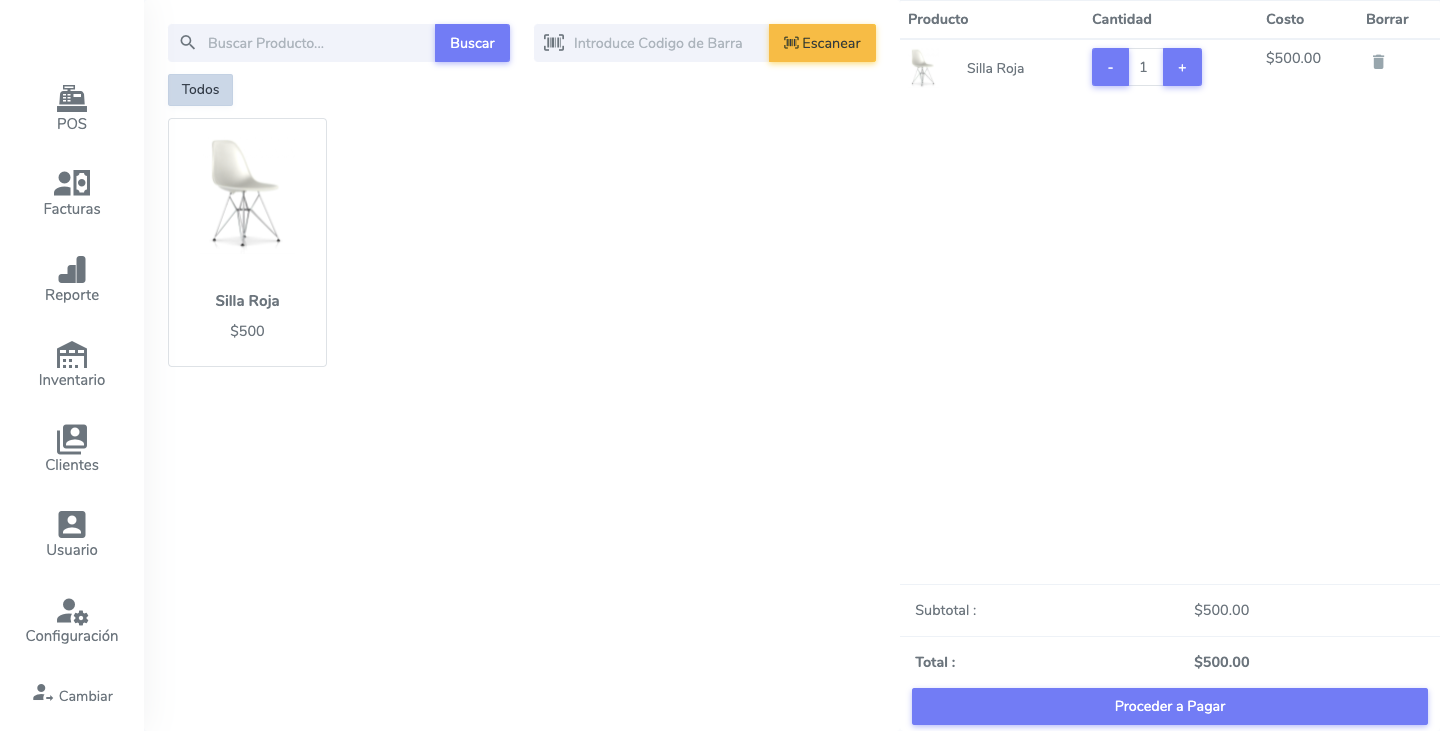 POS
Facturas
Reporte
Inventario
Clientes
Usuario
Configuración
Cambiar
Buscar Producto...
Buscar
Introduce Codigo de Barra
Escanear
Todos
Silla Roja
$500
Producto Cantidad Costo Borrar
Silla Roja - 1 + $500.00
Subtotal : $500.00
Total : $500.00
Proceder a Pagar